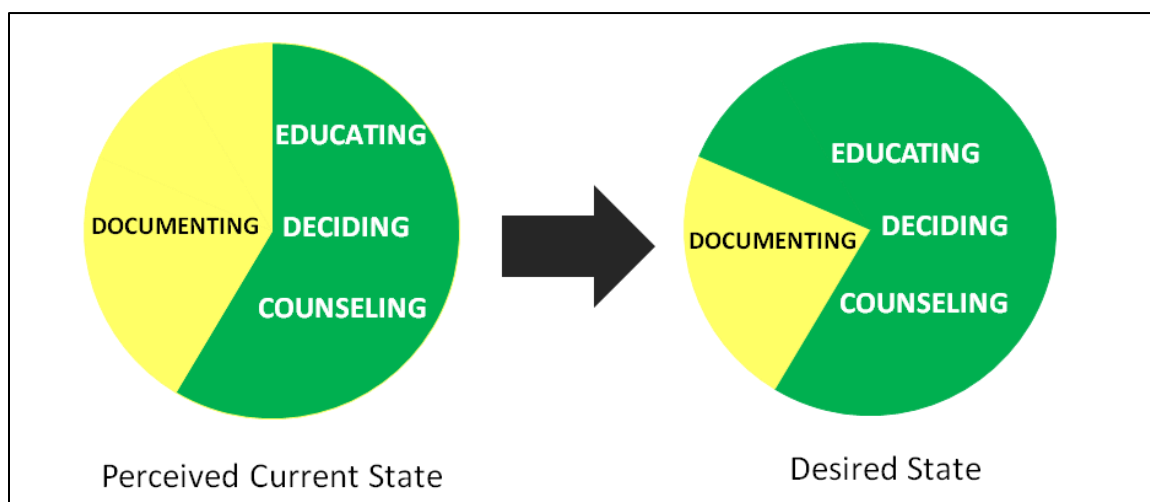 EDUCATING
DOCUMENTING
DECIDING
COUNSELING
Perceived Current State
EDUCATING
DOCUMENTING
DECIDING
COUNSELING
Desired State